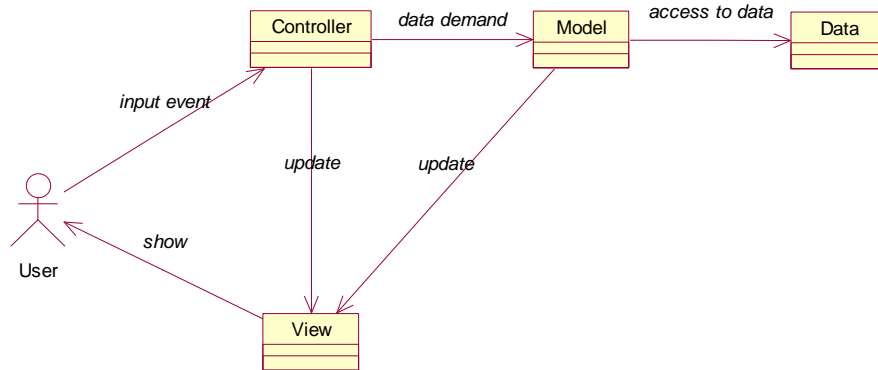 Controller
data demand
Model
access to data
Data
input event
update
update
User
show
View